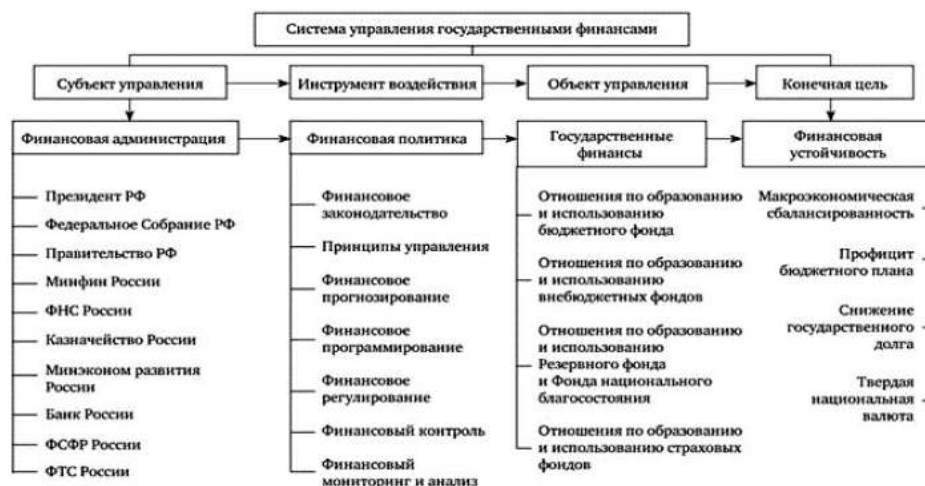 Система управления государственными финансами
Субъект управления
Инструмент воздействия
Объект управления
Конечная цель
Финансовая администрация
Финансовая политика
Государственные
финансы
Финансовая
устойчивость
Президент РФ
Федеральное Собрание РФ
Правительство РФ
Минфин России
ФНС России
Казначейство России
Минэконом развития
России
Банк России
ФСФР России
ФТС России
Финансовое
законодательство
Принципы управления
Финансовое
прогнозирование
Финансовое
программирование
Финансовое
регулирование
Финансовый контроль
Финансовый
мониторинг и анализ
Отношения по образованию
и использованию
бюджетного фонда
Отношения по образованию
и использованию
внебюджетных фондов
Отношения по образованию
и использованию
Резервного фонда
и Фонда национального
благосостояния
Отношения по образованию
и использованию страховых
фондов
Макроэкономическая
сбалансированность
Профицит
бюджетного плана
Снижение
государственного
долга
Твердая
национальная
валюта